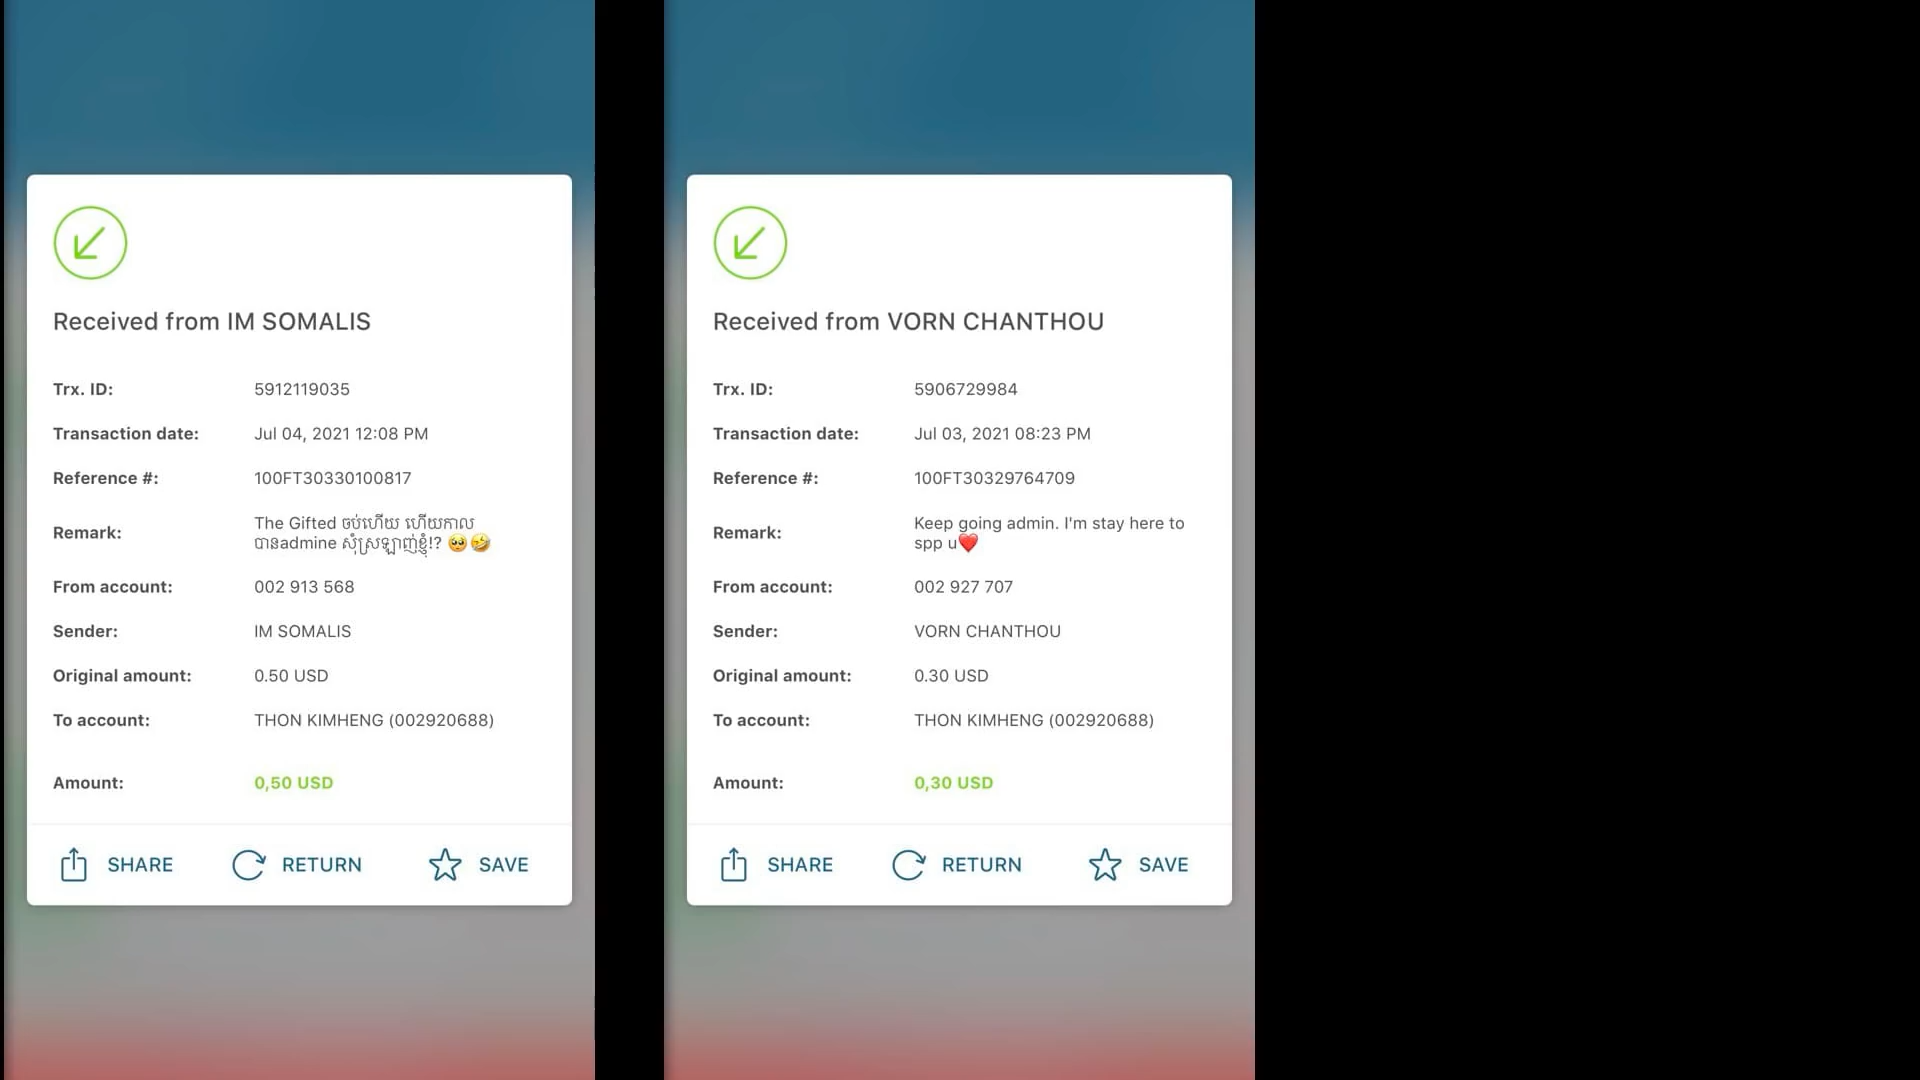 Received from IM SOMALIS
Trx. ID: 5912119035
Transaction date: Jul 04, 2021 12:08 PM
Reference #: 100FT30330100817
Remark: The Gifted ចប់ហើយ ហើយកាល
បានadmine សុំស្រឡាញ់ខ្ញុំ!? 🥺🤣
From account: 002 913 568
Sender: IM SOMALIS
Original amount: 0.50 USD
To account: THON KIMHENG (002920688)
Amount: 0,50 USD
SHARE RETURN SAVE
Received from VORN CHANTHOU
Trx. ID: 5906729984
Transaction date: Jul 03, 2021 08:23 PM
Reference #: 100FT30329764709
Remark: Keep going admin. I'm stay here to
spp u❤️
From account: 002 927 707
Sender: VORN CHANTHOU
Original amount: 0.30 USD
To account: THON KIMHENG (002920688)
Amount: 0,30 USD
SHARE RETURN SAVE